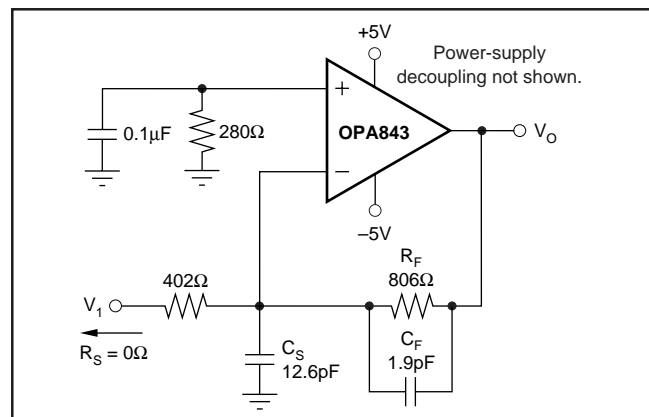 +5V
Power-supply
decoupling not shown.
+
0.1μF
280Ω
OPA843
V_O
−
−5V
R_F
402Ω
806Ω
V_1
R_S = 0Ω
C_S
12.6pF
C_F
1.9pF